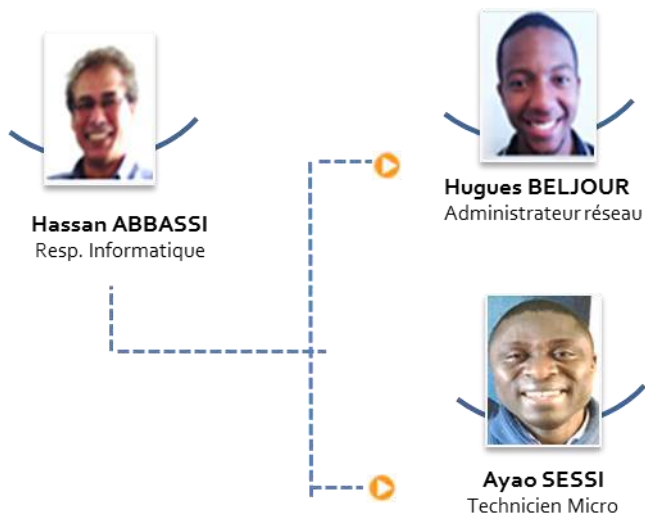 Hassan ABBASSI
Resp. Informatique
Hugues BELJOUR
Administrateur réseau
Ayao SESSI
Technicien Micro